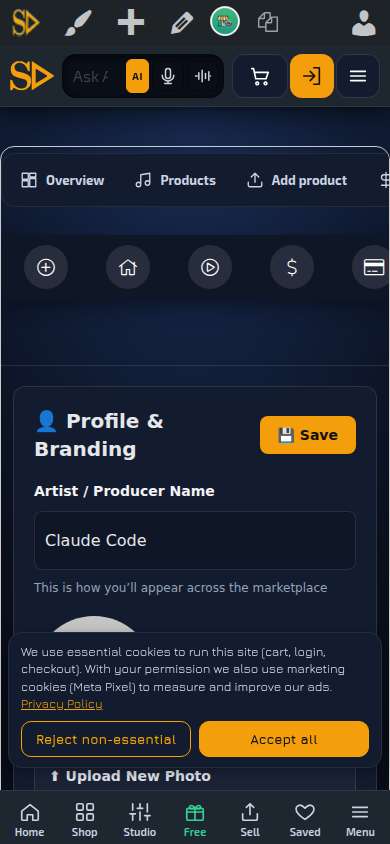 SD
SD
Ask A
AI
Overview
Products
Add product
$
$
👤 Profile &
Branding
💾 Save
Artist / Producer Name
Claude Code
This is how you’ll appear across the marketplace
We use essential cookies to run this site (cart, login,
checkout). With your permission we also use marketing
cookies (Meta Pixel) to measure and improve our ads.
Privacy Policy
Reject non-essential
Accept all
⬆ Upload New Photo
Home
Shop
Studio
Free
Sell
Saved
Menu